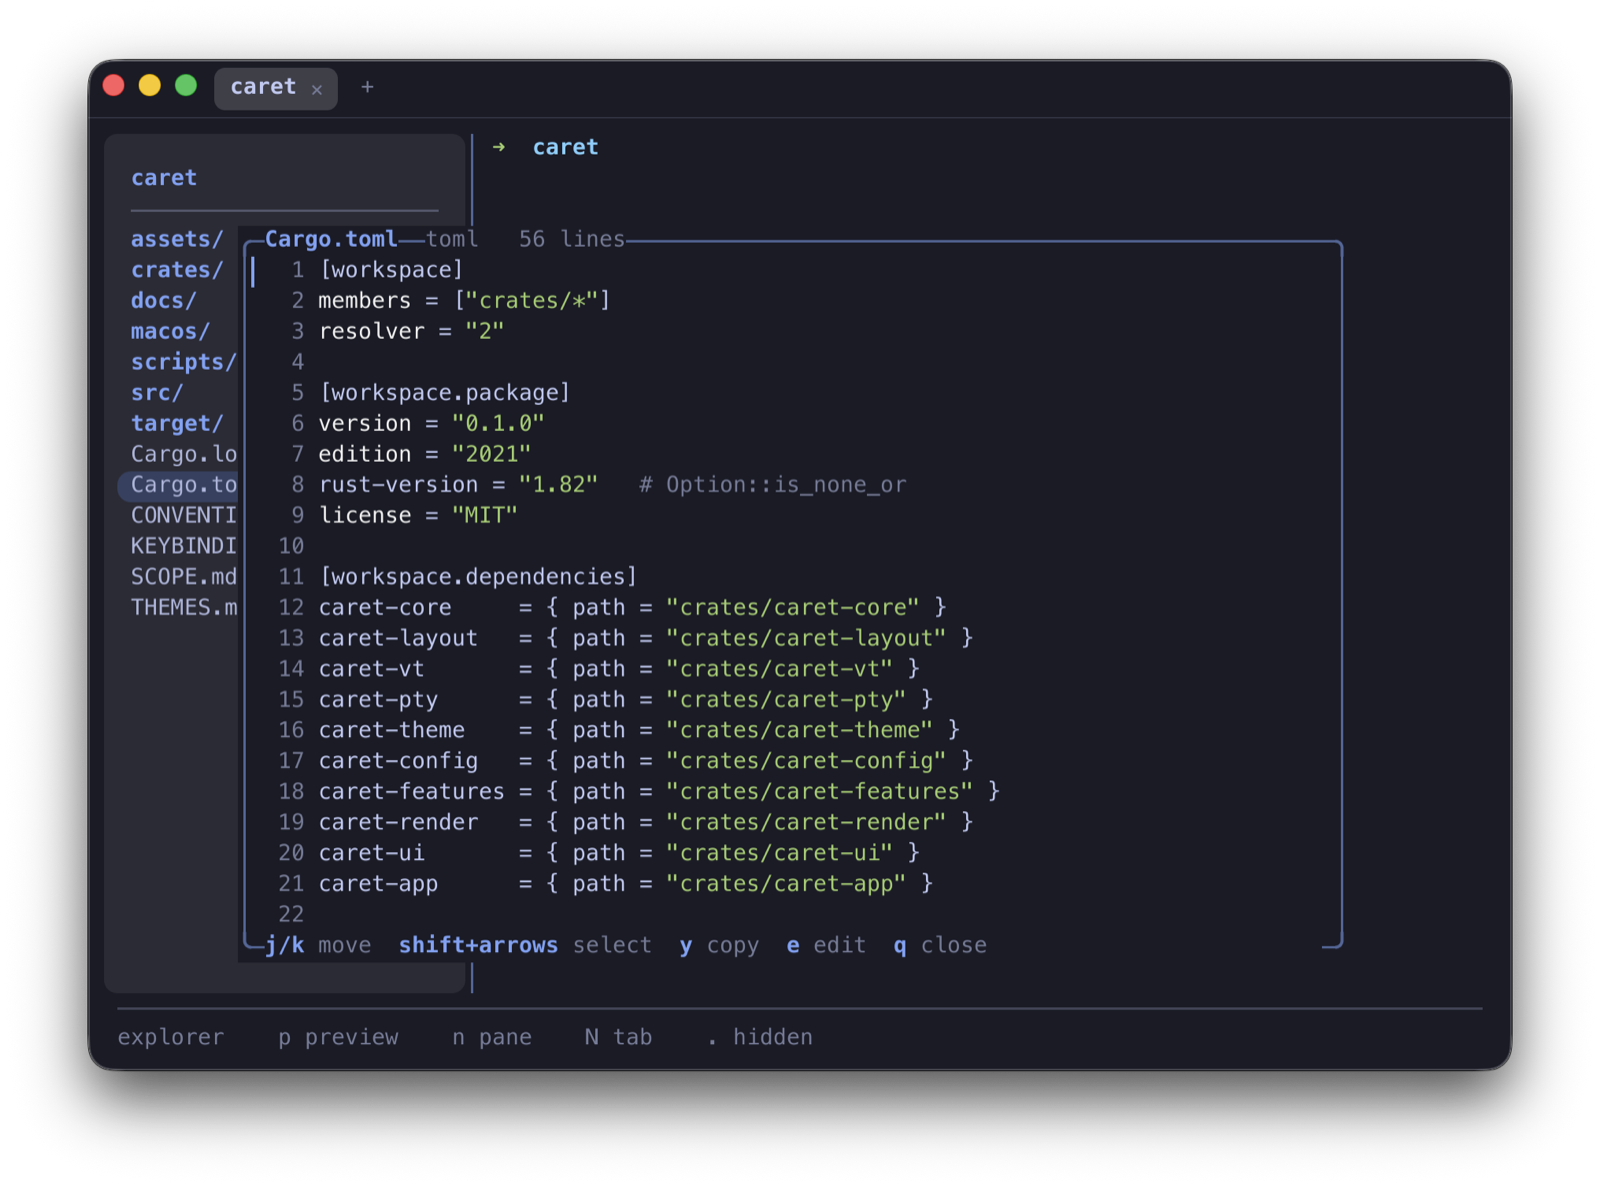 caret × +
caret
assets/
crates/
docs/
macos/
scripts/
src/
target/
Cargo.lo
Cargo.to
CONVENTI
KEYBINDI
SCOPE.md
THEMES.m
➜ caret
Cargo.toml toml 56 lines
1 [workspace]
2 members = ["crates/*"]
3 resolver = "2"
4
5 [workspace.package]
6 version = "0.1.0"
7 edition = "2021"
8 rust-version = "1.82" # Option::is_none_or
9 license = "MIT"
10
11 [workspace.dependencies]
12 caret-core = { path = "crates/caret-core" }
13 caret-layout = { path = "crates/caret-layout" }
14 caret-vt = { path = "crates/caret-vt" }
15 caret-pty = { path = "crates/caret-pty" }
16 caret-theme = { path = "crates/caret-theme" }
17 caret-config = { path = "crates/caret-config" }
18 caret-features = { path = "crates/caret-features" }
19 caret-render = { path = "crates/caret-render" }
20 caret-ui = { path = "crates/caret-ui" }
21 caret-app = { path = "crates/caret-app" }
22
j/k move shift+arrows select y copy e edit q close
explorer p preview n pane N tab . hidden